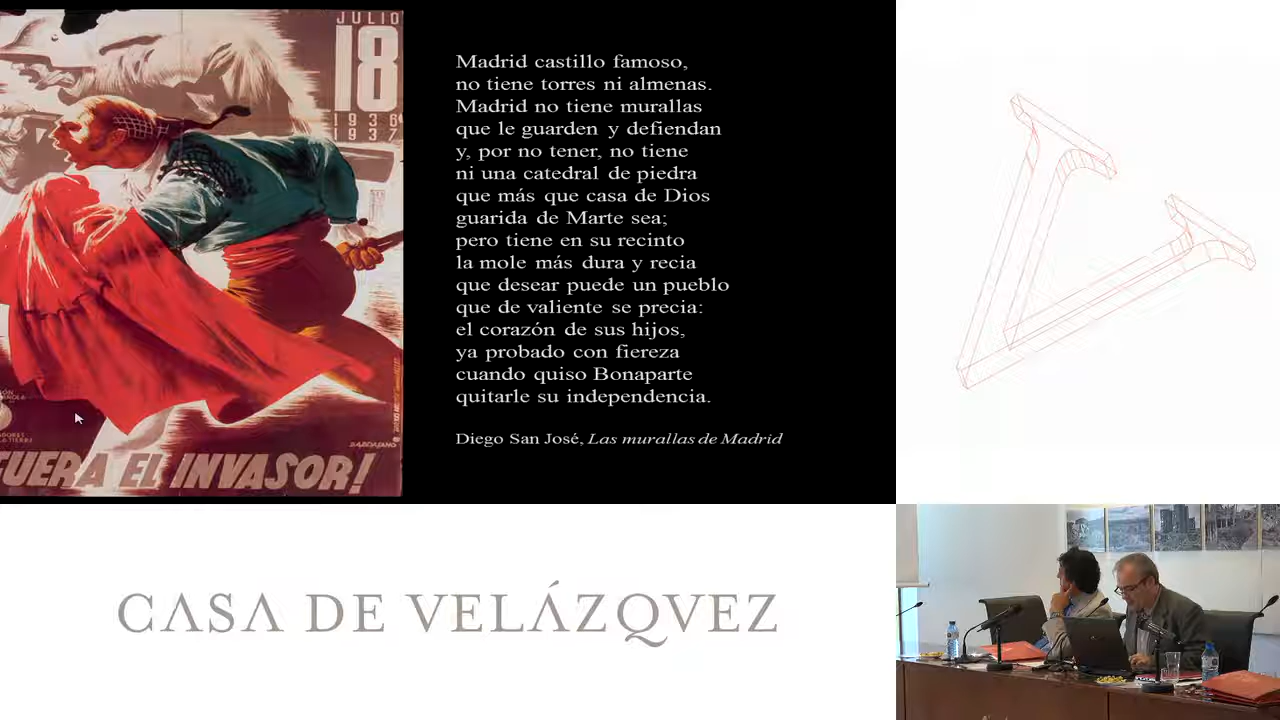 JULIO
18
1936
1937
BARDASANO
FUERA EL INVASOR!
Madrid castillo famoso,
no tiene torres ni almenas.
Madrid no tiene murallas
que le guarden y defiendan
y, por no tener, no tiene
ni una catedral de piedra
que más que casa de Dios
guarida de Marte sea;
pero tiene en su recinto
la mole más dura y recia
que desear puede un pueblo
que de valiente se precia:
el corazón de sus hijos,
ya probado con fiereza
cuando quiso Bonaparte
quitarle su independencia.
Diego San José, Las murallas de Madrid
CASA DE VELÁZQVEZ